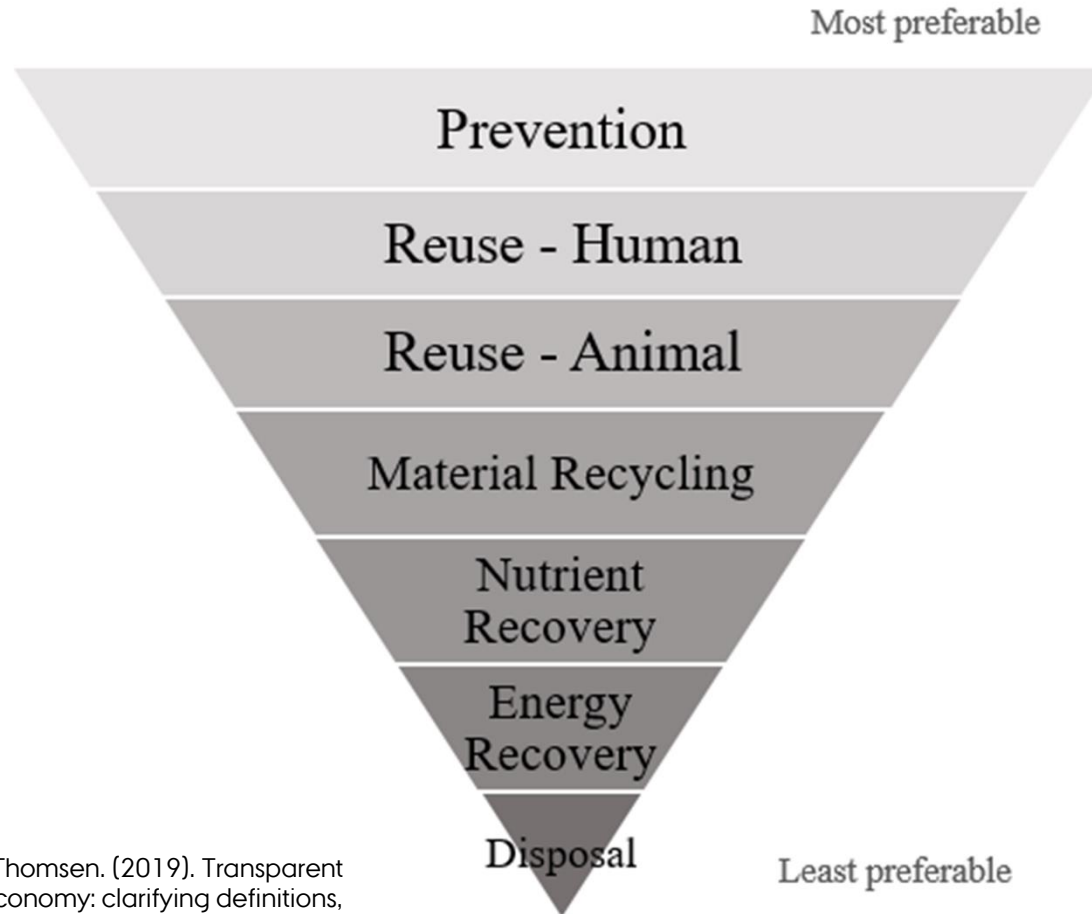 Most preferable
Prevention
Reuse - Human
Reuse - Animal
Material Recycling
Nutrient
Recovery
Energy
Recovery
Disposal
Least preferable
Thomsen. (2019). Transparent
conomy: clarifying definitions,